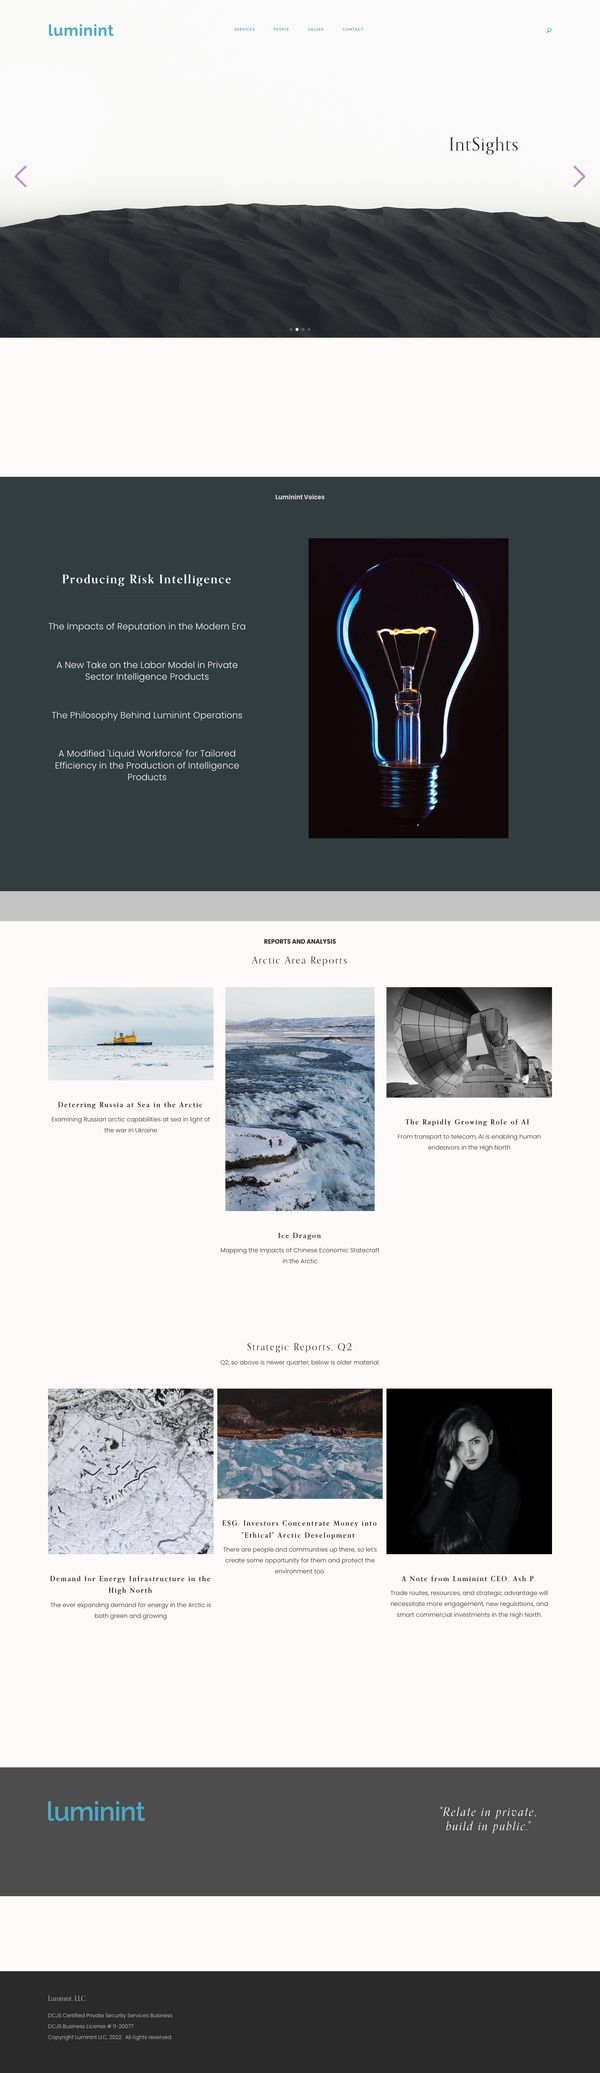 luminint
SERVICES
PEOPLE
VALUES
CONTACT
IntSights
Luminint Voices
Producing Risk Intelligence
The Impacts of Reputation in the Modern Era
A New Take on the Labor Model in Private
Sector Intelligence Products
The Philosophy Behind Luminint Operations
A Modified 'Liquid Workforce' for Tailored
Efficiency in the Production of Intelligence
Products
REPORTS AND ANALYSIS
Arctic Area Reports
Deterring Russia at Sea in the Arctic
Examining Russian arctic capabilities at sea in light of
the war in Ukraine
Ice Dragon
Mapping the Impacts of Chinese Economic Statecraft
in the Arctic
The Rapidly Growing Role of AI
From transport to telecom, AI is enabling human
endeavors in the High North
Strategic Reports, Q2
Q2, so above is newer quarter, below is older material.
Demand for Energy Infrastructure in the
High North
The ever expanding demand for energy in the Arctic is
both green and growing
ESG: Investors Concentrate Money into
"Ethical" Arctic Development
There are people and communities up there, so let's
create some opportunity for them and protect the
environment too.
A Note from Luminint CEO, Ash P.
Trade routes, resources, and strategic advantage will
necessitate more engagement, new regulations, and
smart commercial investments in the High North.
luminint
"Relate in private,
build in public."
Luminint, LLC
DCJS Certified Private Security Services Business
DCJS Business License # 11-20077
Copyright Luminint LLC, 2022. All rights reserved.